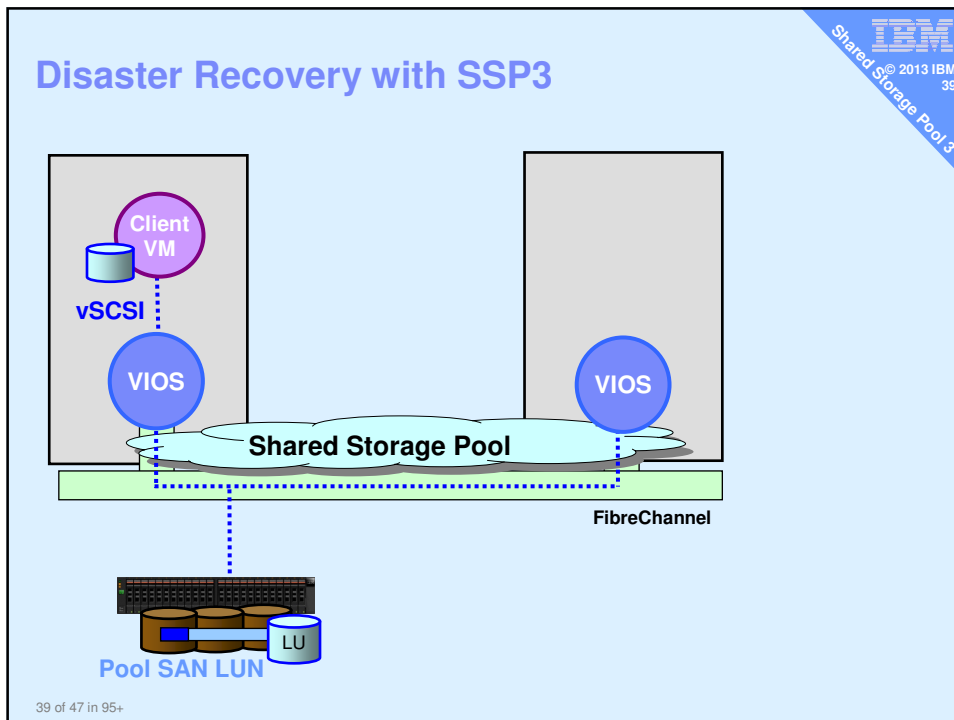 Disaster Recovery with SSP3
IBM
© 2013 IBM
39
Shared Storage Pool 3
Client
VM
vSCSI
VIOS
VIOS
Shared Storage Pool
FibreChannel
LU
Pool SAN LUN
39 of 47 in 95+